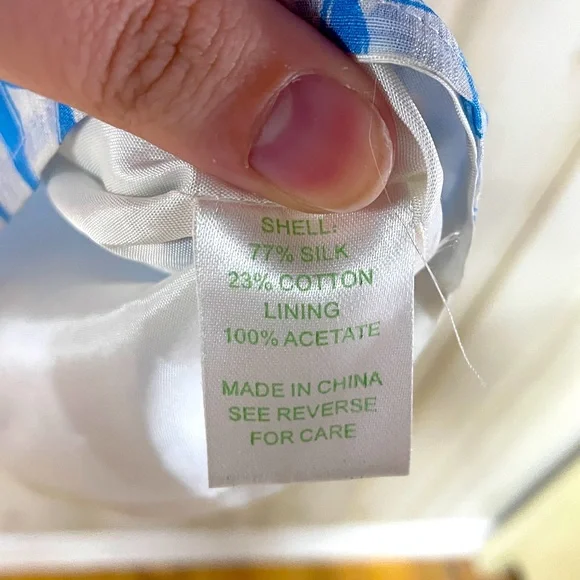 SHELL:
77% SILK
23% COTTON
LINING
100% ACETATE
MADE IN CHINA
SEE REVERSE
FOR CARE